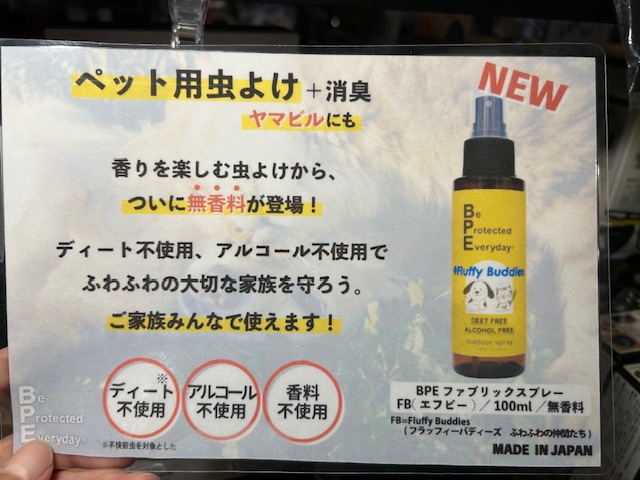 ペット用虫よけ+消臭
NEW
ヤマビルにも
香りを楽しむ虫よけから、
ついに無香料が登場！
ディート不使用、アルコール不使用で
ふわふわの大切な家族を守ろう。
ご家族みんなで使えます！
※
ディート
不使用
アルコール
不使用
香料
不使用
※不快害虫を対象とした
Be
Protected
Everyday
Be
Protected
Everyday
#Fluffy Buddies
DEET FREE
ALCOHOL FREE
outdoor spray
BPE ファブリックスプレー
FB(エフビー)／100ml／無香料
FB=Fluffy Buddies
(フラッフィーバディーズ ふわふわの仲間たち)
MADE IN JAPAN